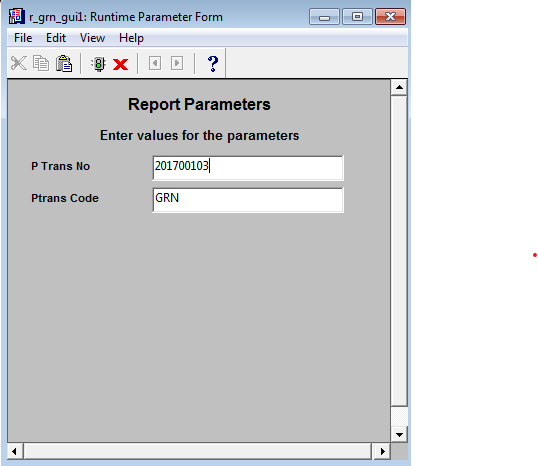 r_grn_gui1: Runtime Parameter Form
File Edit View Help
?
Report Parameters
Enter values for the parameters
P Trans No 201700103
Ptrans Code GRN